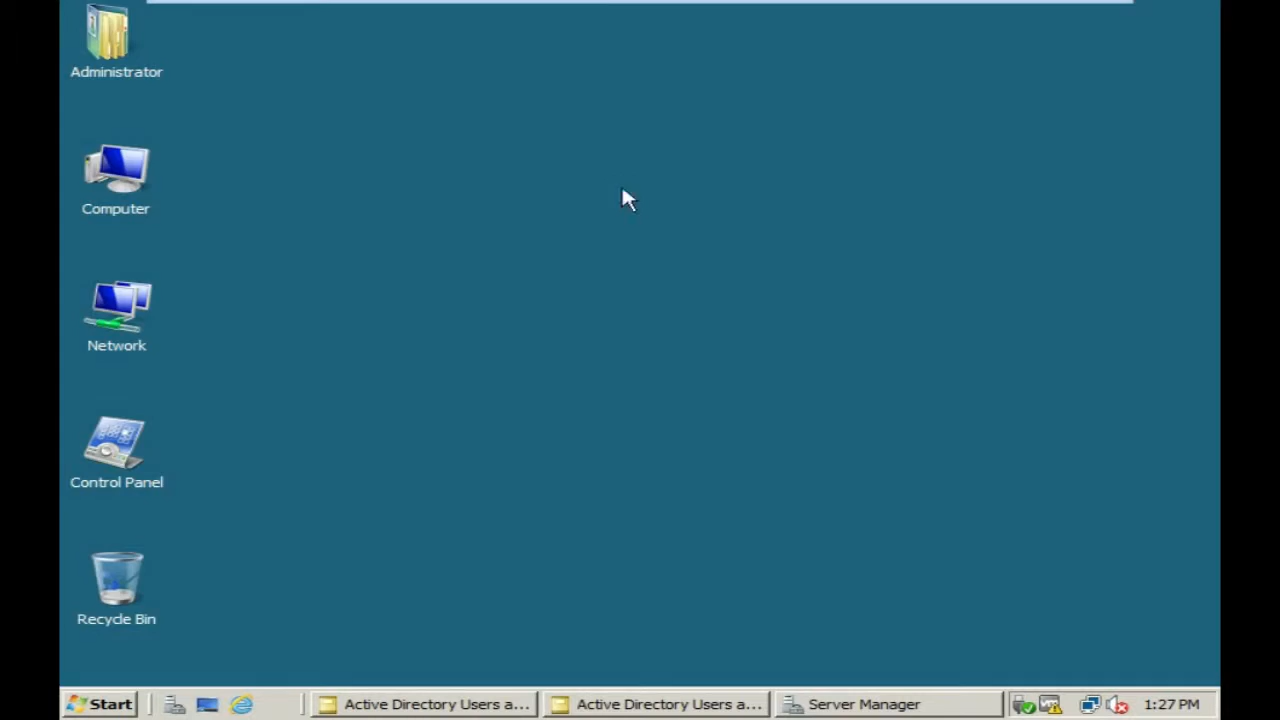 Administrator
Computer
Network
Control Panel
Recycle Bin
Start
Active Directory Users a...
Active Directory Users a...
Server Manager
1:27 PM